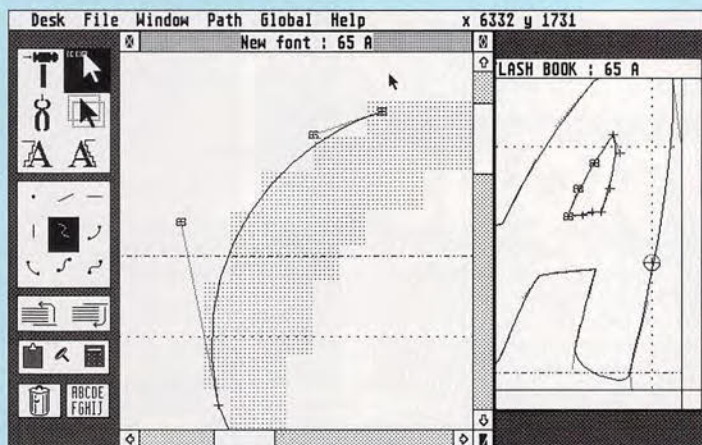 Desk File Window Path Global Help x 6332 y 1731
New font : 65 A
LASH BOOK : 65 A
A A
ABCDE
FGHIJ